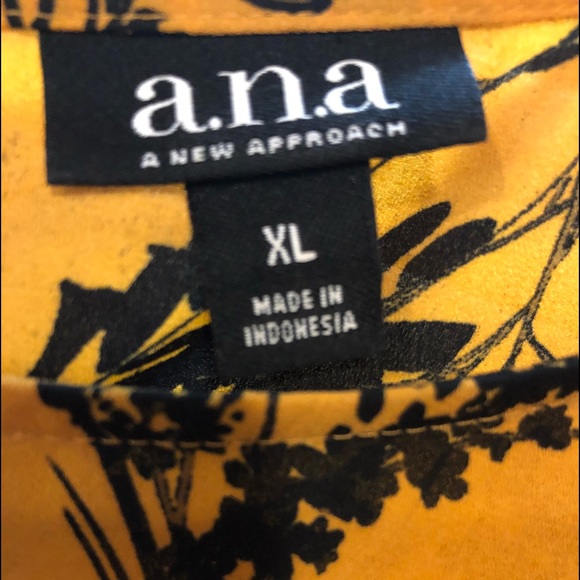 a.n.a
A NEW APPROACH
XL
MADE IN
INDONESIA